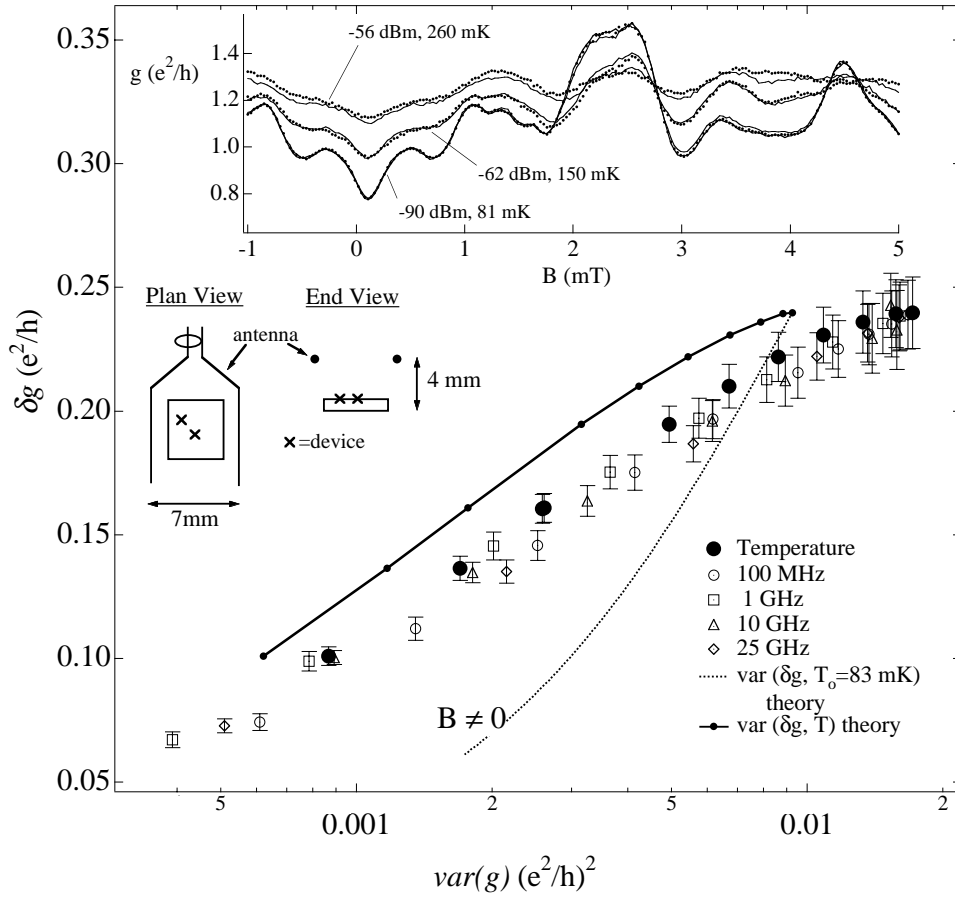 0.35
0.30
0.25
0.20
0.15
0.10
0.05
δg (e²/h)
1.4
g (e²/h)
1.2
1.0
0.8
-56 dBm, 260 mK
-62 dBm, 150 mK
-90 dBm, 81 mK
-1
0
1
2
3
4
5
B (mT)
Plan View
End View
antenna
4 mm
×=device
7mm
B ≠ 0
Temperature
100 MHz
1 GHz
10 GHz
25 GHz
var (δg, Tₒ=83 mK)
theory
var (δg, T) theory
5
0.001
2
5
0.01
2
var(g) (e²/h)²